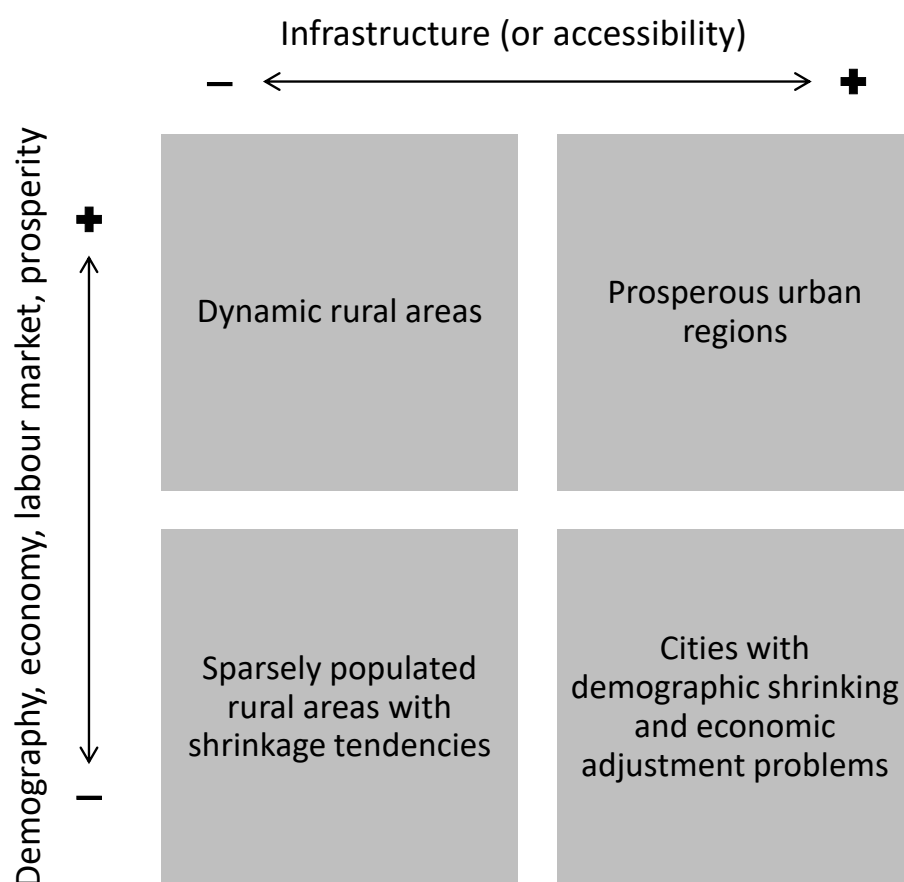 Infrastructure (or accessibility)
– +
Demography, economy, labour market, prosperity
+
–
Dynamic rural areas
Prosperous urban
regions
Sparsely populated
rural areas with
shrinkage tendencies
Cities with
demographic shrinking
and economic
adjustment problems